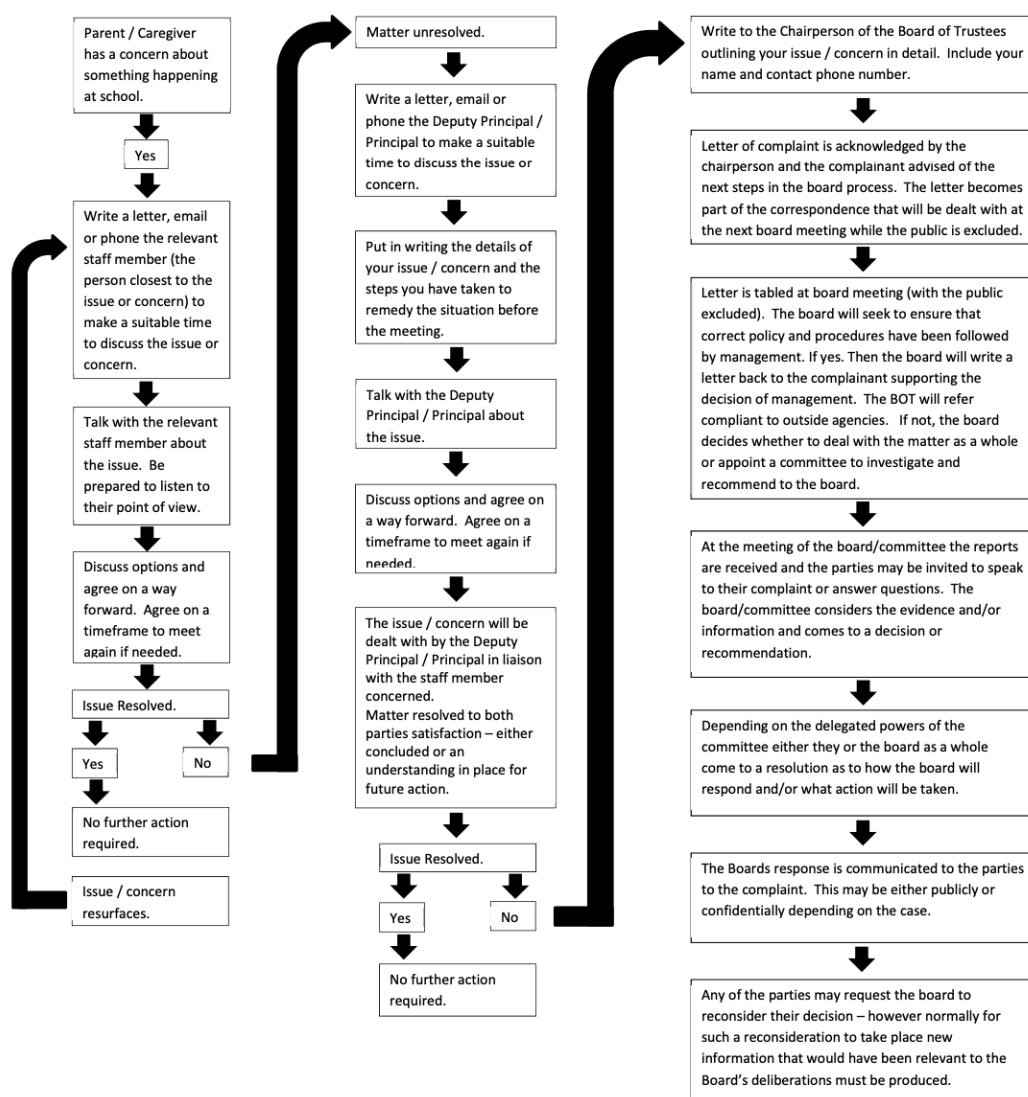 Parent / Caregiver
has a concern about
something happening
at school.
Yes
Write a letter, email
or phone the relevant
staff member (the
person closest to the
issue or concern) to
make a suitable time
to discuss the issue or
concern.
Talk with the relevant
staff member about
the issue.  Be
prepared to listen to
their point of view.
Discuss options and
agree on a way
forward.  Agree on a
timeframe to meet
again if needed.
Issue Resolved.
Yes
No
No further action
required.
Issue / concern
resurfaces.
Matter unresolved.
Write a letter, email or
phone the Deputy Principal /
Principal to make a suitable
time to discuss the issue or
concern.
Put in writing the details of
your issue / concern and the
steps you have taken to
remedy the situation before
the meeting.
Talk with the Deputy
Principal / Principal about
the issue.
Discuss options and agree on
a way forward.  Agree on a
timeframe to meet again if
needed.
The issue / concern will be
dealt with by the Deputy
Principal / Principal in liaison
with the staff member
concerned.
Matter resolved to both
parties satisfaction – either
concluded or an
understanding in place for
future action.
Issue Resolved.
Yes
No
No further action
required.
Write to the Chairperson of the Board of Trustees
outlining your issue / concern in detail.  Include your
name and contact phone number.
Letter of complaint is acknowledged by the
chairperson and the complainant advised of the
next steps in the board process.  The letter becomes
part of the correspondence that will be dealt with at
the next board meeting while the public is excluded.
Letter is tabled at board meeting (with the public
excluded).  The board will seek to ensure that
correct policy and procedures have been followed
by management. If yes. Then the board will write a
letter back to the complainant supporting the
decision of management.  The BOT will refer
compliant to outside agencies.   If not, the board
decides whether to deal with the matter as a whole
or appoint a committee to investigate and
recommend to the board.
At the meeting of the board/committee the reports
are received and the parties may be invited to speak
to their complaint or answer questions.  The
board/committee considers the evidence and/or
information and comes to a decision or
recommendation.
Depending on the delegated powers of the
committee either they or the board as a whole
come to a resolution as to how the board will
respond and/or what action will be taken.
The Boards response is communicated to the parties
to the complaint.  This may be either publicly or
confidentially depending on the case.
Any of the parties may request the board to
reconsider their decision – however normally for
such a reconsideration to take place new
information that would have been relevant to the
Board's deliberations must be produced.